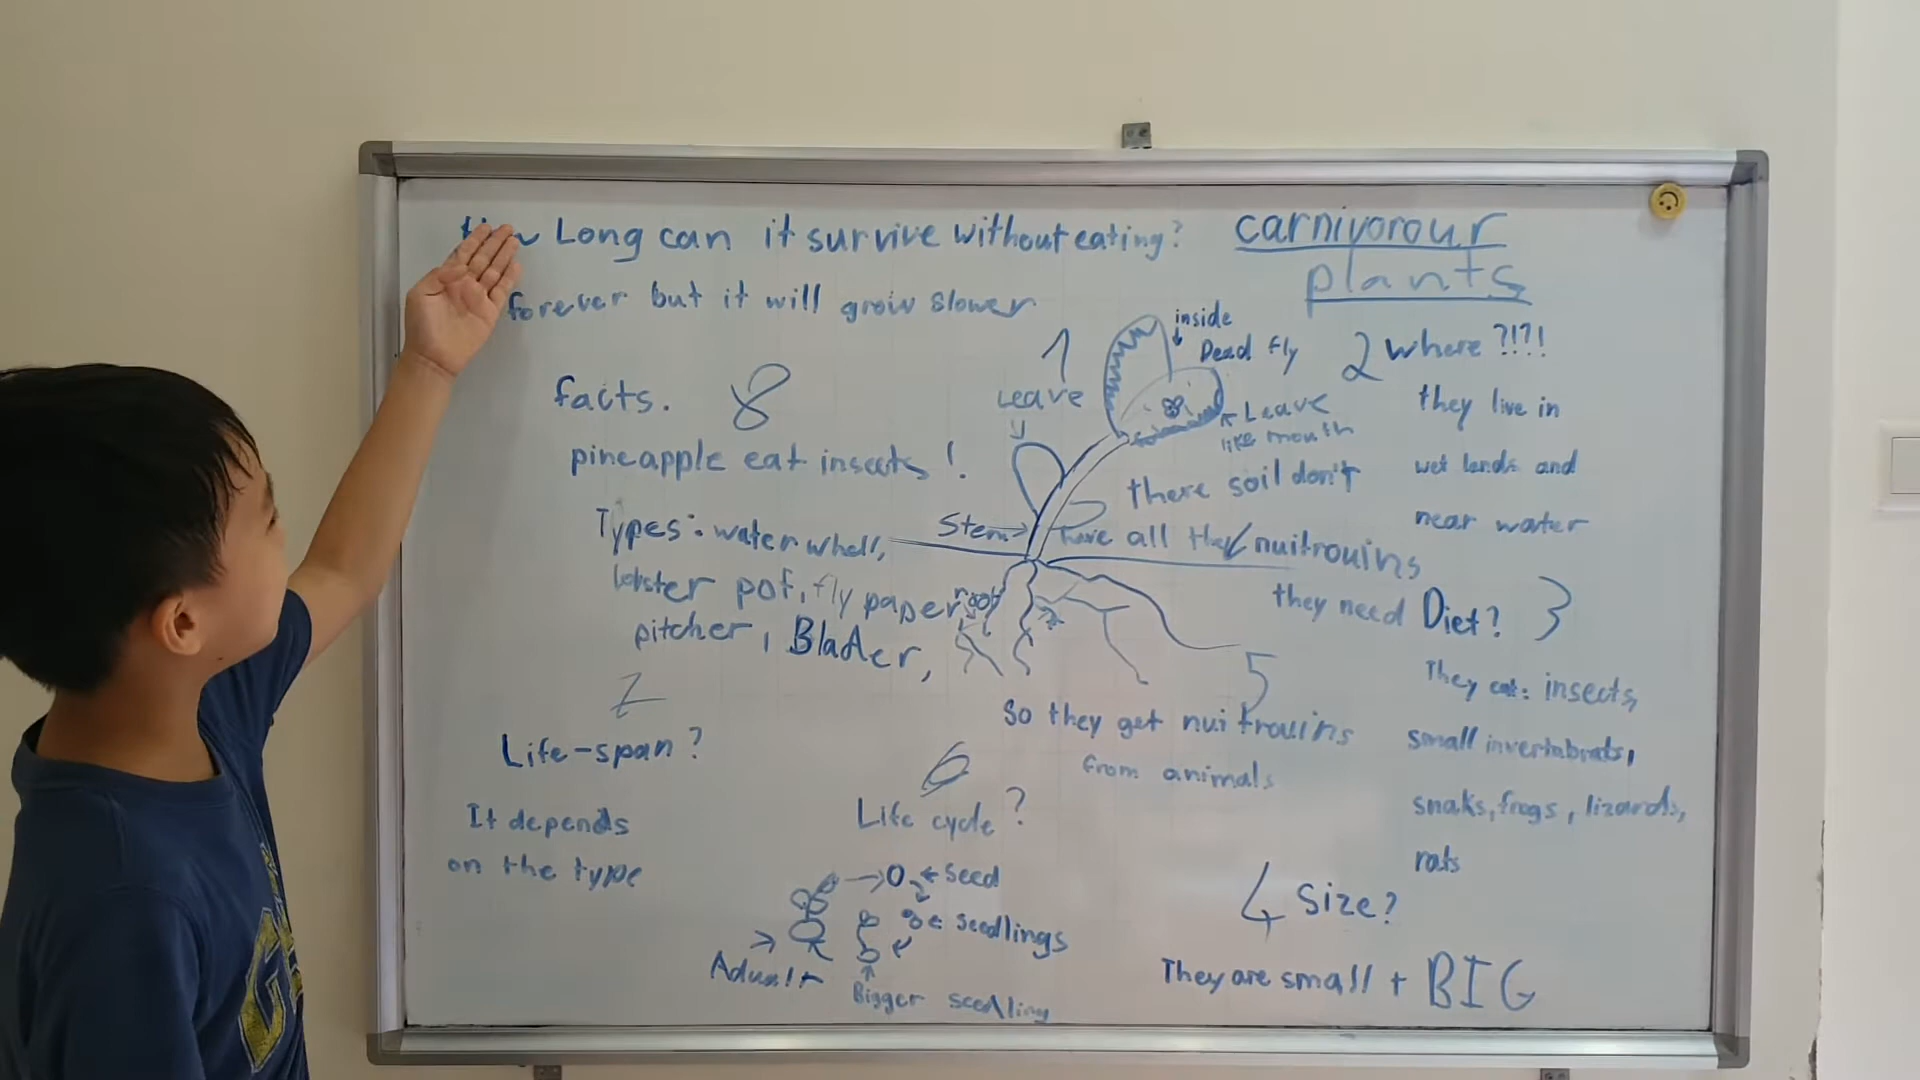 Long can it survive without eating?
forever but it will grow slower
carnivorour
plants
1
Leave
inside
Dead fly
Leave
like mouth
Stem
root
2 where ?!?!
they live in
wet lands and
near water
there soil don't
have all the nuitrouins
they need
Diet? 3
They eat: insects,
small invertabrats,
snaks, frogs, lizards,
rats
4 Size?
They are small + BIG
5
So they get nuitrouins
from animals
6
Life cycle?
Seed
Seedlings
Bigger seedling
Adualt
7
Life-span?
It depends
on the type
facts. 8
pineapple eat insects!
Types: water whell,
lobster pot, fly paper
pitcher, Bladder,